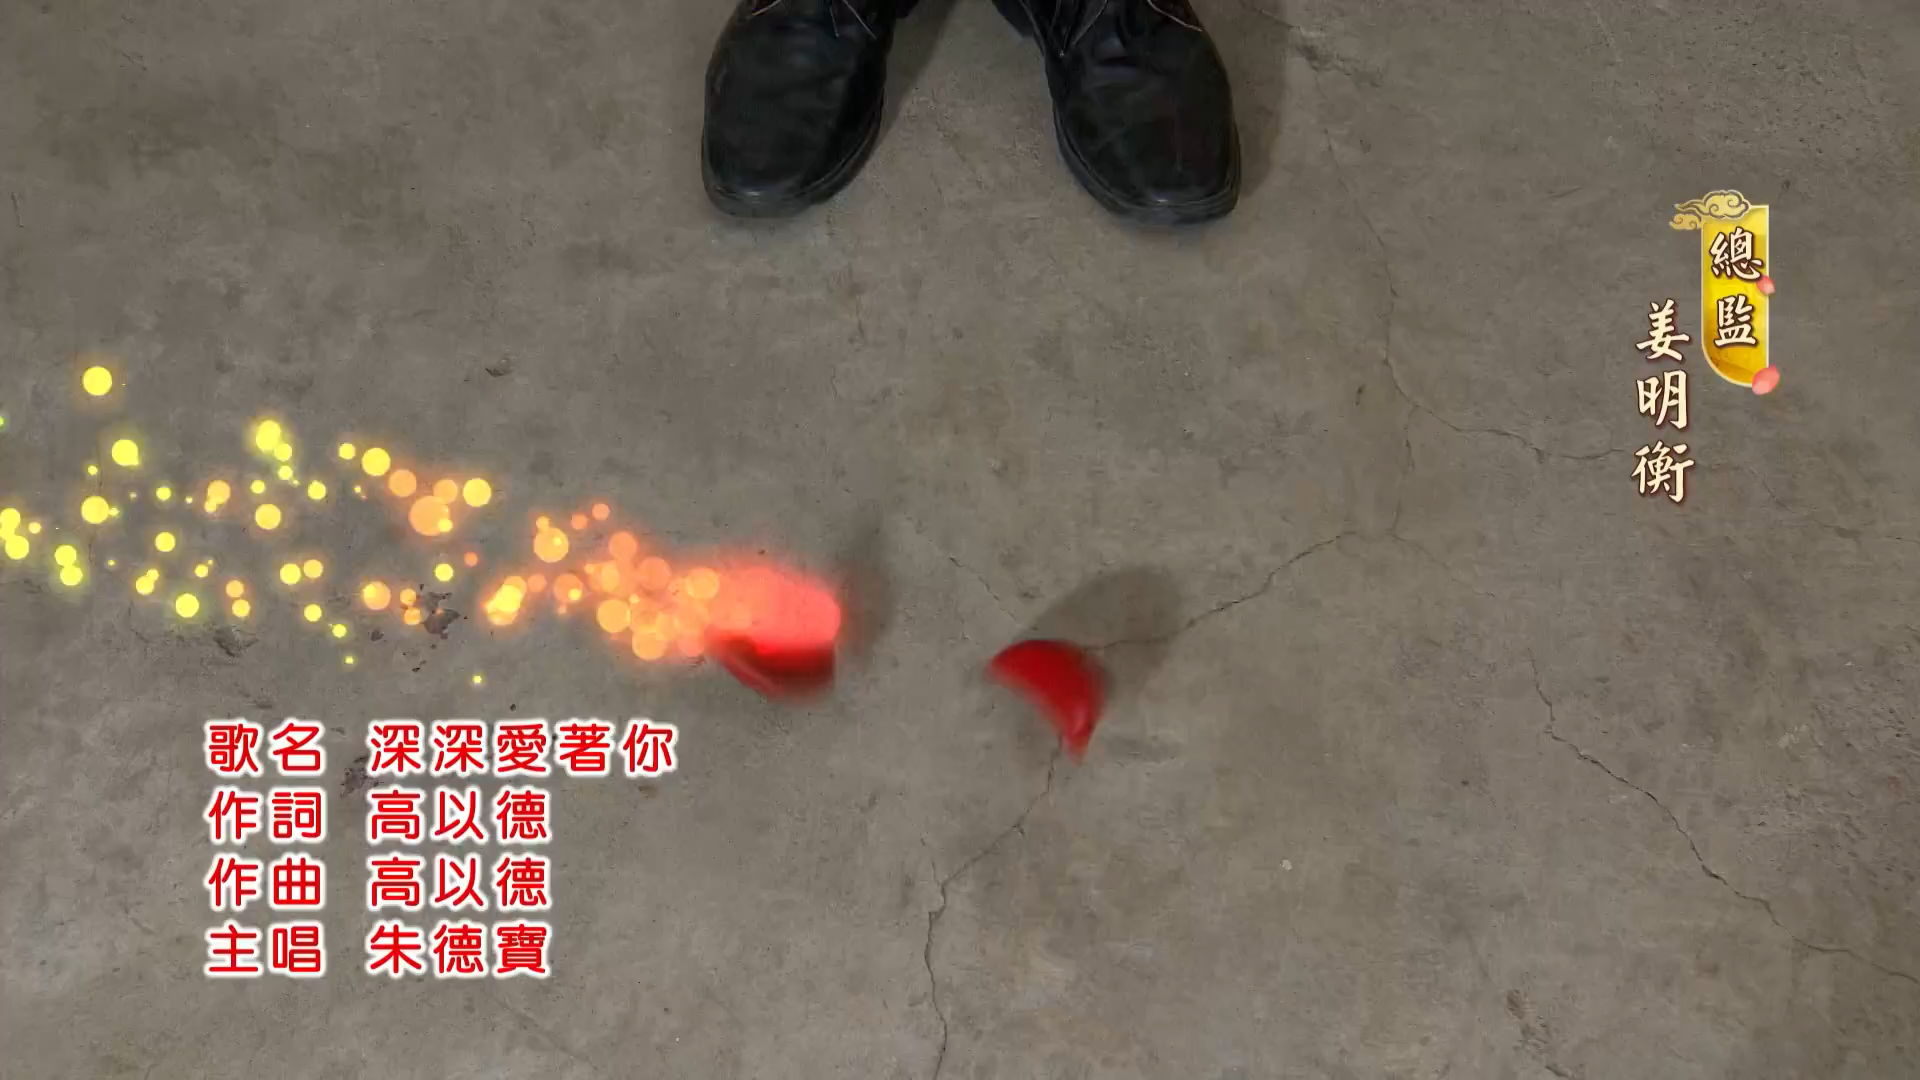 總監
姜明衡
歌名 深深愛著你
作詞 高以德
作曲 高以德
主唱 朱德寶